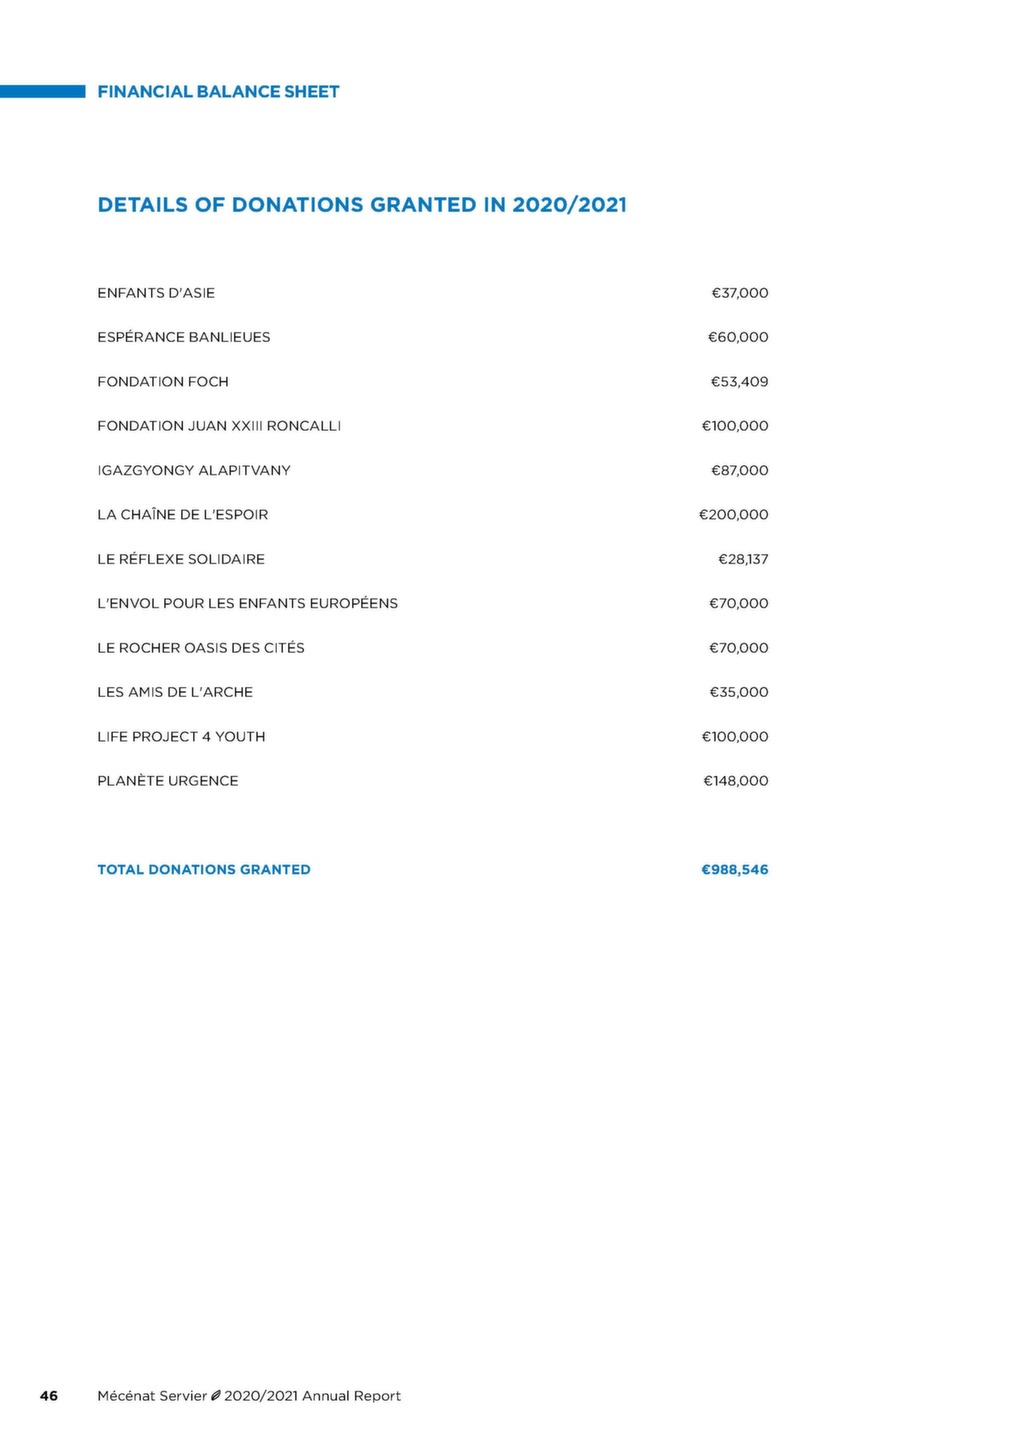 FINANCIAL BALANCE SHEET
DETAILS OF DONATIONS GRANTED IN 2020/2021
ENFANTS D'ASIE €37,000
ESPÉRANCE BANLIEUES €60,000
FONDATION FOCH €53,409
FONDATION JUAN XXIII RONCALLI €100,000
IGAZGYONGY ALAPITVANY €87,000
LA CHAÎNE DE L'ESPOIR €200,000
LE RÉFLEXE SOLIDAIRE €28,137
L'ENVOL POUR LES ENFANTS EUROPÉENS €70,000
LE ROCHER OASIS DES CITÉS €70,000
LES AMIS DE L'ARCHE €35,000
LIFE PROJECT 4 YOUTH €100,000
PLANÈTE URGENCE €148,000
TOTAL DONATIONS GRANTED €988,546
46 Mécénat Servier 2020/2021 Annual Report